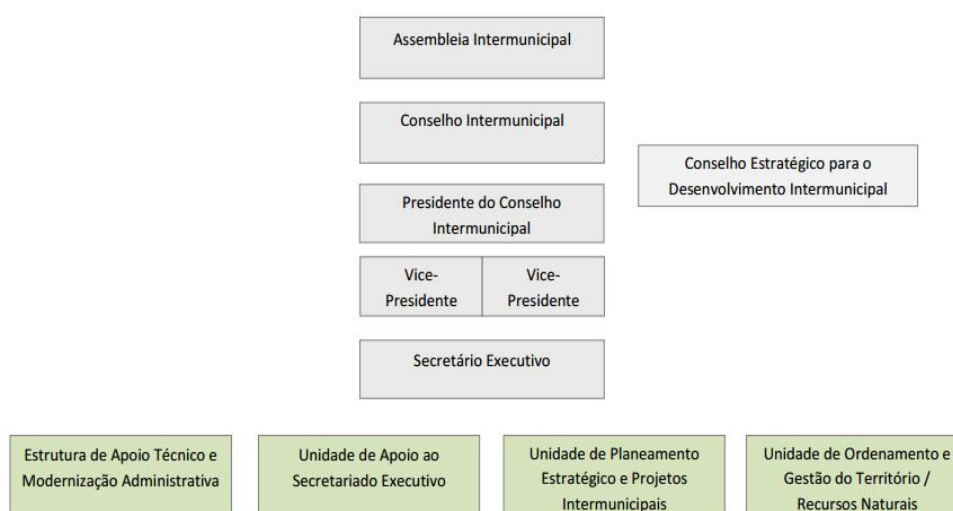 Assembleia Intermunicipal
Conselho Intermunicipal
Conselho Estratégico para o
Desenvolvimento Intermunicipal
Presidente do Conselho
Intermunicipal
Vice-
Presidente
Vice-
Presidente
Secretário Executivo
Estrutura de Apoio Técnico e
Modernização Administrativa
Unidade de Apoio ao
Secretariado Executivo
Unidade de Planeamento
Estratégico e Projetos
Intermunicipais
Unidade de Ordenamento e
Gestão do Território /
Recursos Naturais